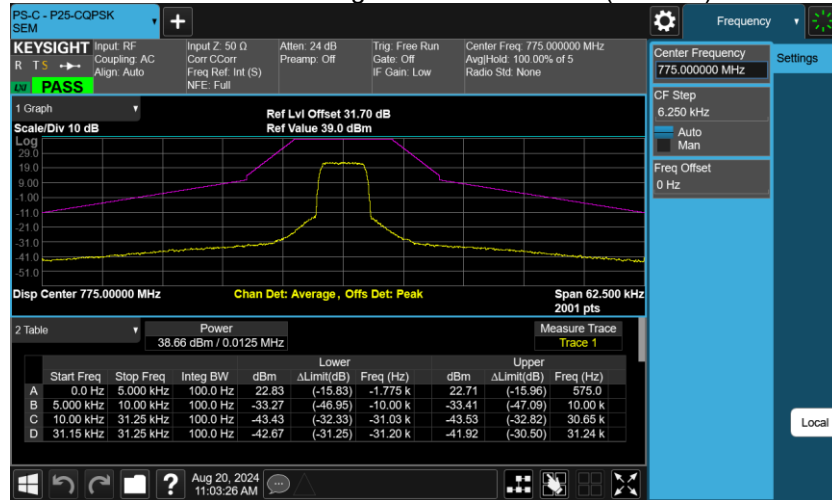 PS-C - P25-CQPSK
SEM
+
Frequency
KEYSIGHT
R T S
LXI
PASS
Input: RF
Coupling: AC
Align: Auto
Input Z: 50 Ω
Corr CCorr
Freq Ref: Int (S)
NFE: Full
Atten: 24 dB
Preamp: Off
Trig: Free Run
Gate: Off
IF Gain: Low
Center Freq: 775.000000 MHz
Avg|Hold: 100.00% of 5
Radio Std: None
Center Frequency
775.000000 MHz
Settings
CF Step
6.250 kHz
Auto
Man
Freq Offset
0 Hz
Local
1 Graph
Scale/Div 10 dB
Ref Lvl Offset 31.70 dB
Ref Value 39.0 dBm
Log
29.0
19.0
9.00
-1.00
-11.0
-21.0
-31.0
-41.0
-51.0
Disp Center 775.00000 MHz
Chan Det: Average , Offs Det: Peak
Span 62.500 kHz
2001 pts
2 Table
Power
38.66 dBm / 0.0125 MHz
Measure Trace
Trace 1
Lower Upper
Start Freq Stop Freq Integ BW dBm ΔLimit(dB) Freq (Hz) dBm ΔLimit(dB) Freq (Hz)
A 0.0 Hz 5.000 kHz 100.0 Hz 22.83 (-15.83) -1.775 k 22.71 (-15.96) 575.0
B 5.000 kHz 10.00 kHz 100.0 Hz -33.27 (-46.95) -10.00 k -33.41 (-47.09) 10.00 k
C 10.00 kHz 31.25 kHz 100.0 Hz -43.43 (-32.33) -31.03 k -43.53 (-32.82) 30.65 k
D 31.15 kHz 31.25 kHz 100.0 Hz -42.67 (-31.25) -31.20 k -41.92 (-30.50) 31.24 k
?
Aug 20, 2024
11:03:26 AM